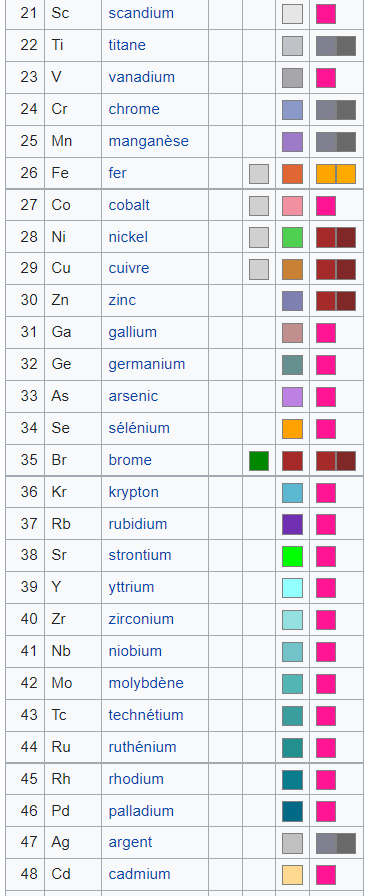 21 Sc scandium
22 Ti titane
23 V vanadium
24 Cr chrome
25 Mn manganèse
26 Fe fer
27 Co cobalt
28 Ni nickel
29 Cu cuivre
30 Zn zinc
31 Ga gallium
32 Ge germanium
33 As arsenic
34 Se sélénium
35 Br brome
36 Kr krypton
37 Rb rubidium
38 Sr strontium
39 Y yttrium
40 Zr zirconium
41 Nb niobium
42 Mo molybdène
43 Tc technétium
44 Ru ruthénium
45 Rh rhodium
46 Pd palladium
47 Ag argent
48 Cd cadmium